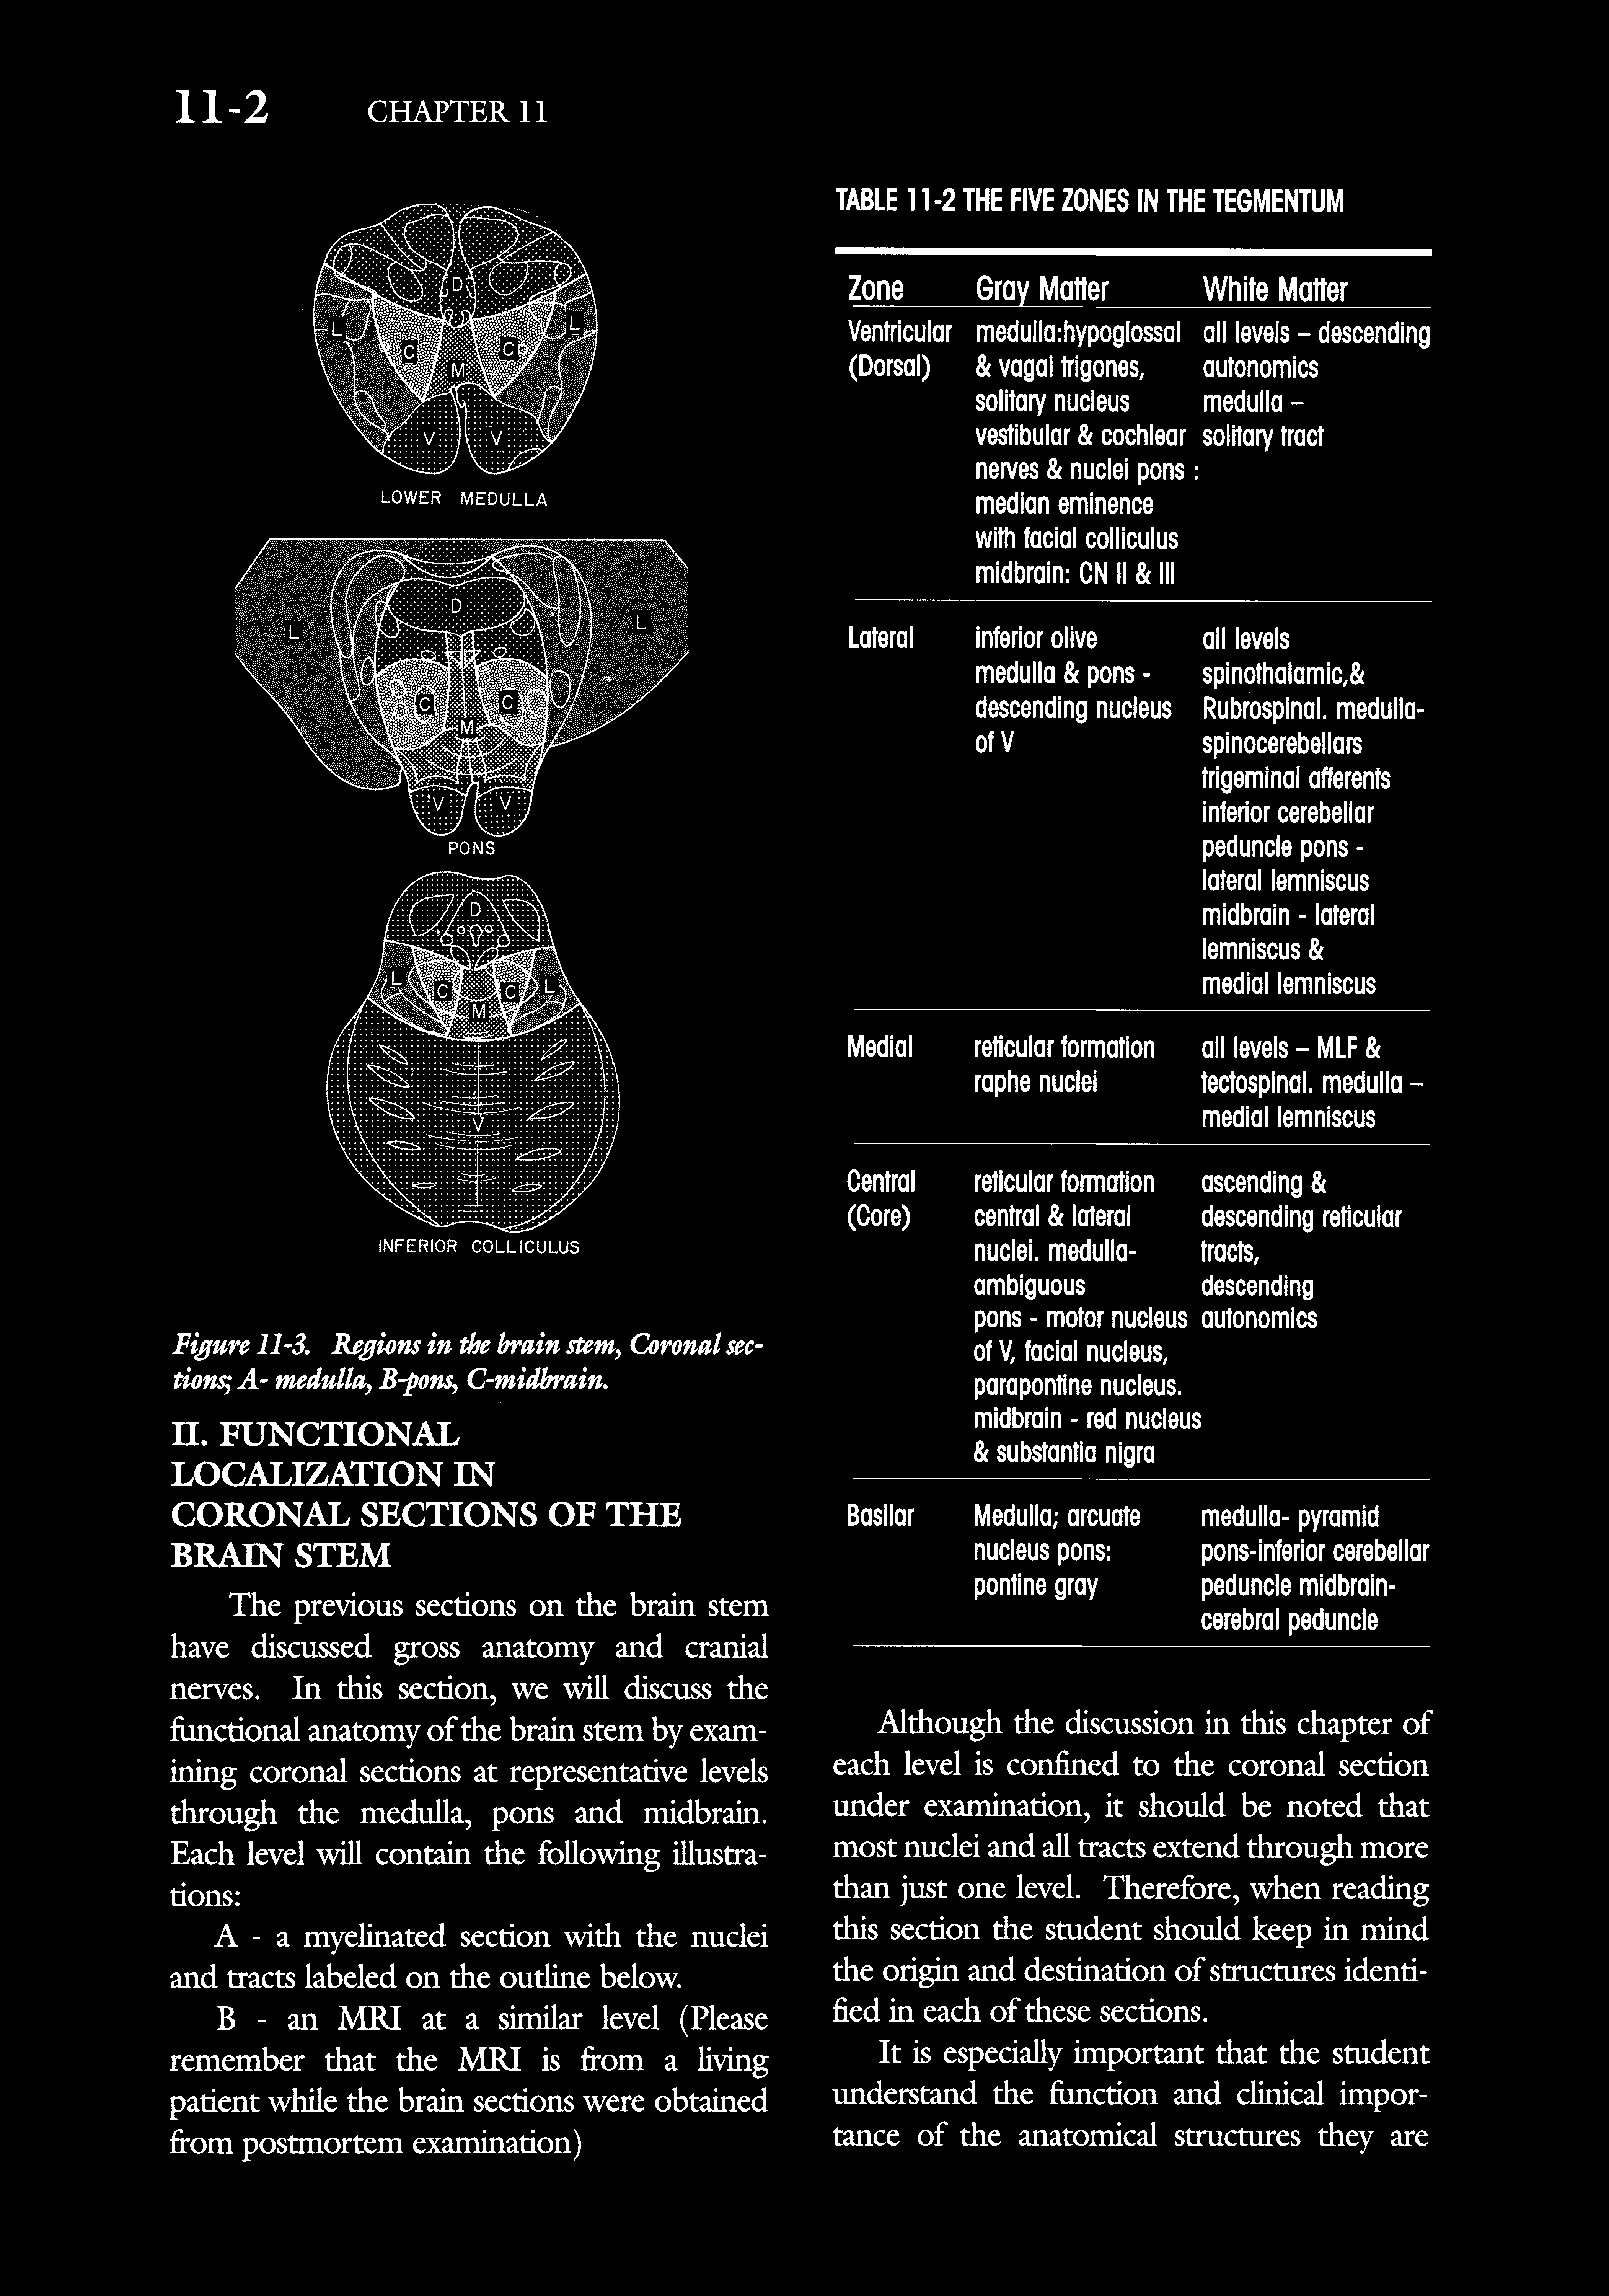 11-2 CHAPTER 11
D
L
L
C
C
M
V
V
LOWER MEDULLA
D
L
L
C
C
M
V
V
PONS
D
L
L
C
C
M
V
INFERIOR COLLICULUS
Figure 11-3. Regions in the brain stem, Coronal sec-
tions; A- medulla, B-pons, C-midbrain.
II. FUNCTIONAL
LOCALIZATION IN
CORONAL SECTIONS OF THE
BRAIN STEM
The previous sections on the brain stem
have discussed gross anatomy and cranial
nerves. In this section, we will discuss the
functional anatomy of the brain stem by exam-
ining coronal sections at representative levels
through the medulla, pons and midbrain.
Each level will contain the following illustra-
tions:
A - a myelinated section with the nuclei
and tracts labeled on the outline below.
B - an MRI at a similar level (Please
remember that the MRI is from a living
patient while the brain sections were obtained
from postmortem examination)
TABLE 11-2 THE FIVE ZONES IN THE TEGMENTUM
Zone Gray Matter White Matter
Ventricular medulla:hypoglossal all levels – descending
(Dorsal) & vagal trigones, autonomics
solitary nucleus medulla –
vestibular & cochlear solitary tract
nerves & nuclei pons :
median eminence
with facial colliculus
midbrain: CN II & III
Lateral inferior olive all levels
medulla & pons - spinothalamic,&
descending nucleus Rubrospinal. medulla-
of V spinocerebellars
trigeminal afferents
inferior cerebellar
peduncle pons -
lateral lemniscus
midbrain - lateral
lemniscus &
medial lemniscus
Medial reticular formation all levels – MLF &
raphe nuclei tectospinal. medulla –
medial lemniscus
Central reticular formation ascending &
(Core) central & lateral descending reticular
nuclei. medulla- tracts,
ambiguous descending
pons - motor nucleus autonomics
of V, facial nucleus,
parapontine nucleus.
midbrain - red nucleus
& substantia nigra
Basilar Medulla; arcuate medulla- pyramid
nucleus pons: pons-inferior cerebellar
pontine gray peduncle midbrain-
cerebral peduncle
Although the discussion in this chapter of
each level is confined to the coronal section
under examination, it should be noted that
most nuclei and all tracts extend through more
than just one level. Therefore, when reading
this section the student should keep in mind
the origin and destination of structures identi-
fied in each of these sections.
It is especially important that the student
understand the function and clinical impor-
tance of the anatomical structures they are